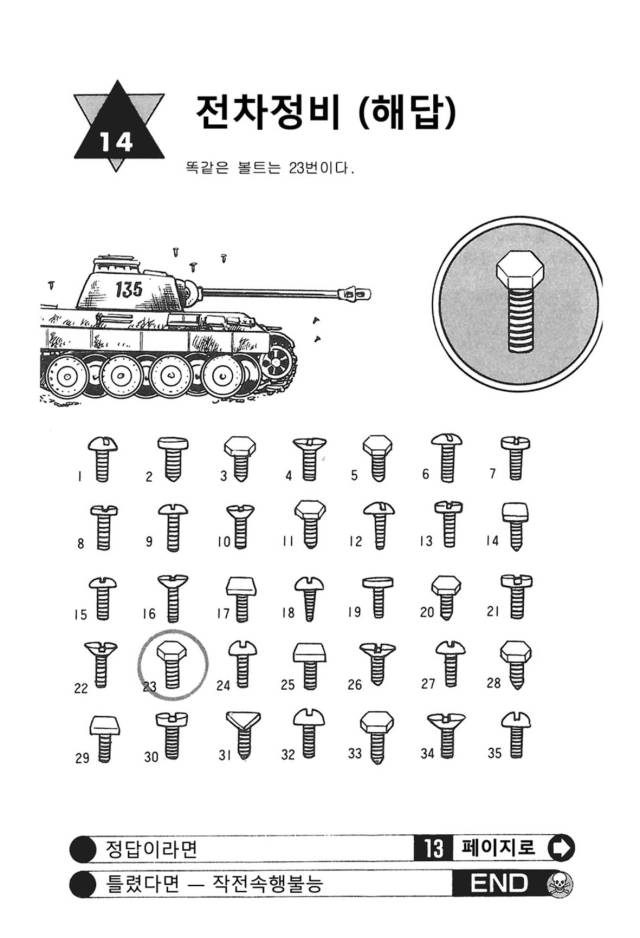 14
전차정비 (해답)
똑같은 볼트는 23번이다.
135
1 2 3 4 5 6 7
8 9 10 11 12 13 14
15 16 17 18 19 20 21
22 23 24 25 26 27 28
29 30 31 32 33 34 35
정답이라면 13 페이지로
틀렸다면 — 작전속행불능 END